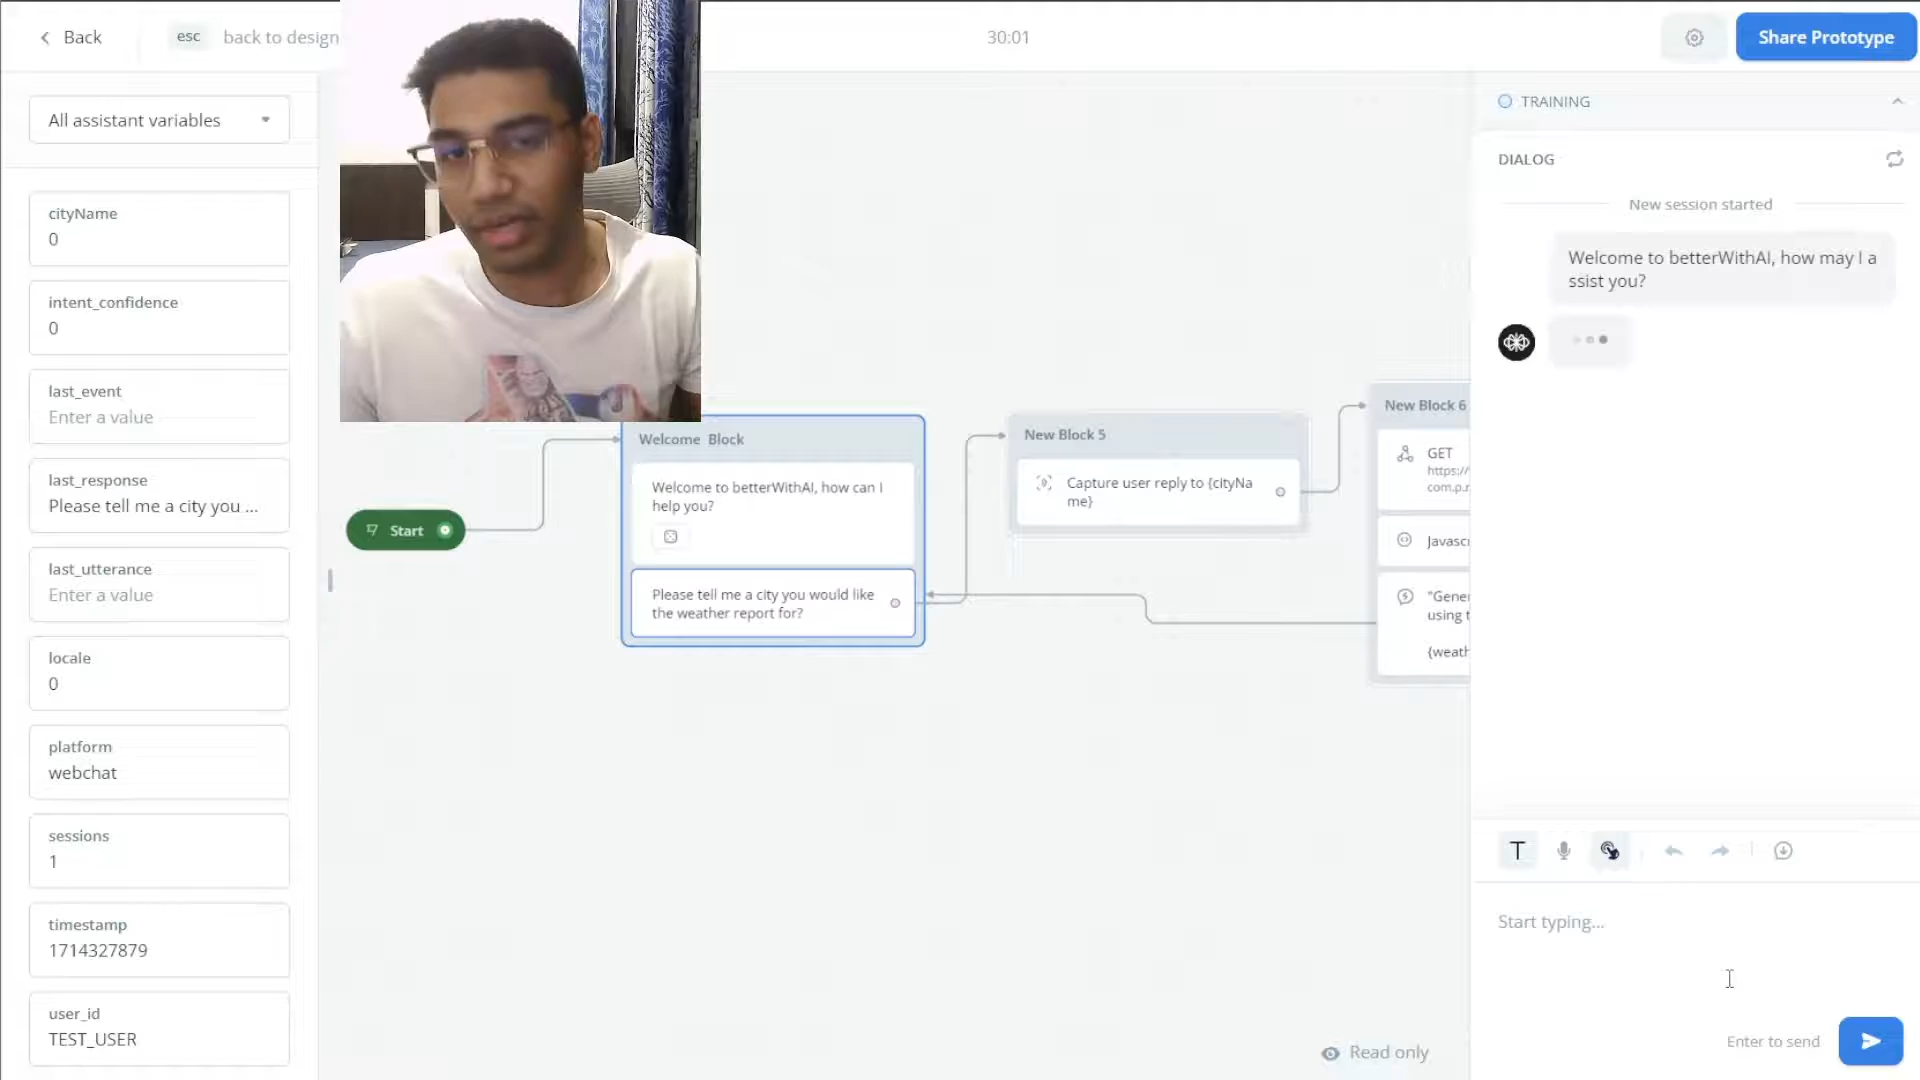 Back
esc back to design
30:01
Share Prototype
All assistant variables
cityName
0
intent_confidence
0
last_event
Enter a value
last_response
Please tell me a city you ...
last_utterance
Enter a value
locale
0
platform
webchat
sessions
1
timestamp
1714327879
user_id
TEST_USER
Start
Welcome Block
Welcome to betterWithAI, how can I
help you?
Please tell me a city you would like
the weather report for?
New Block 5
Capture user reply to {cityNa
me}
New Block 6
GET
https://
com.p.r
Javasc
"Gener
using t
{weath
Read only
TRAINING
DIALOG
New session started
Welcome to betterWithAI, how may I a
ssist you?
T
Start typing...
Enter to send